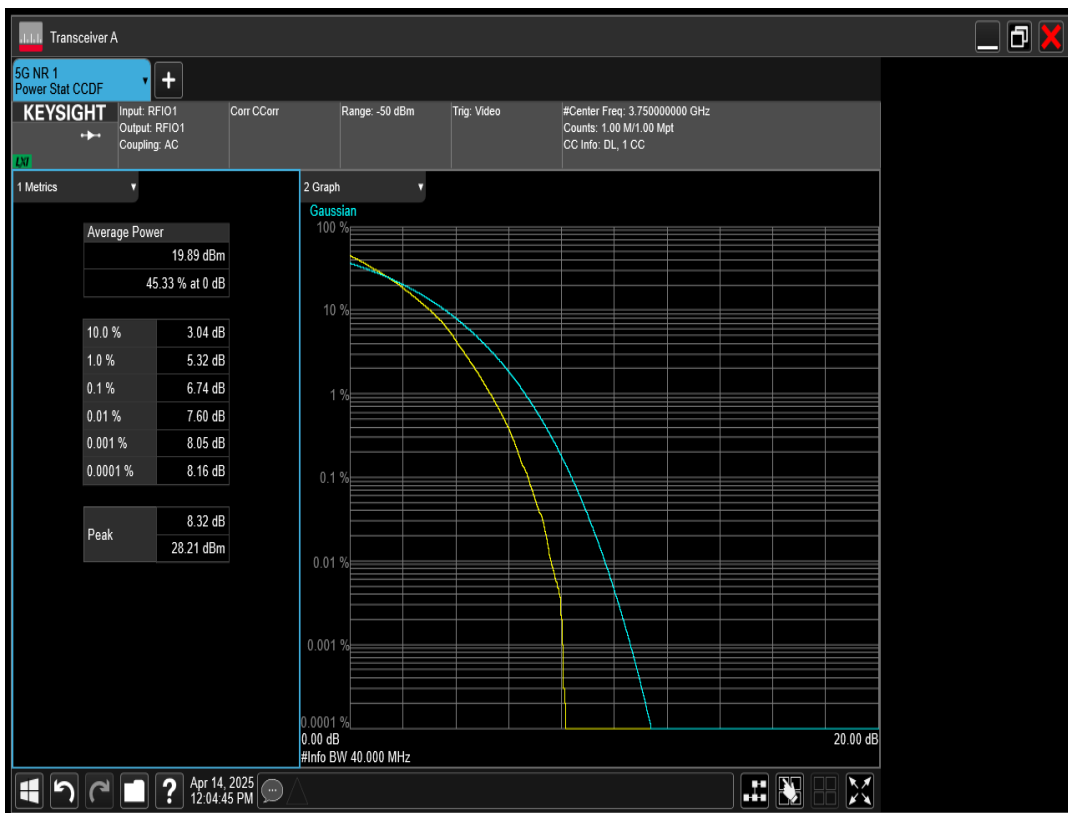 Transceiver A
5G NR 1
Power Stat CCDF
+
KEYSIGHT
LXI
Input: RFIO1
Output: RFIO1
Coupling: AC
Corr CCorr
Range: -50 dBm
Trig: Video
#Center Freq: 3.750000000 GHz
Counts: 1.00 M/1.00 Mpt
CC Info: DL, 1 CC
1 Metrics
Average Power
19.89 dBm
45.33 % at 0 dB
10.0 % 3.04 dB
1.0 % 5.32 dB
0.1 % 6.74 dB
0.01 % 7.60 dB
0.001 % 8.05 dB
0.0001 % 8.16 dB
Peak
8.32 dB
28.21 dBm
2 Graph
Gaussian
100 %
10 %
1 %
0.1 %
0.01 %
0.001 %
0.0001 %
0.00 dB 20.00 dB
#Info BW 40.000 MHz
?
Apr 14, 2025
12:04:45 PM